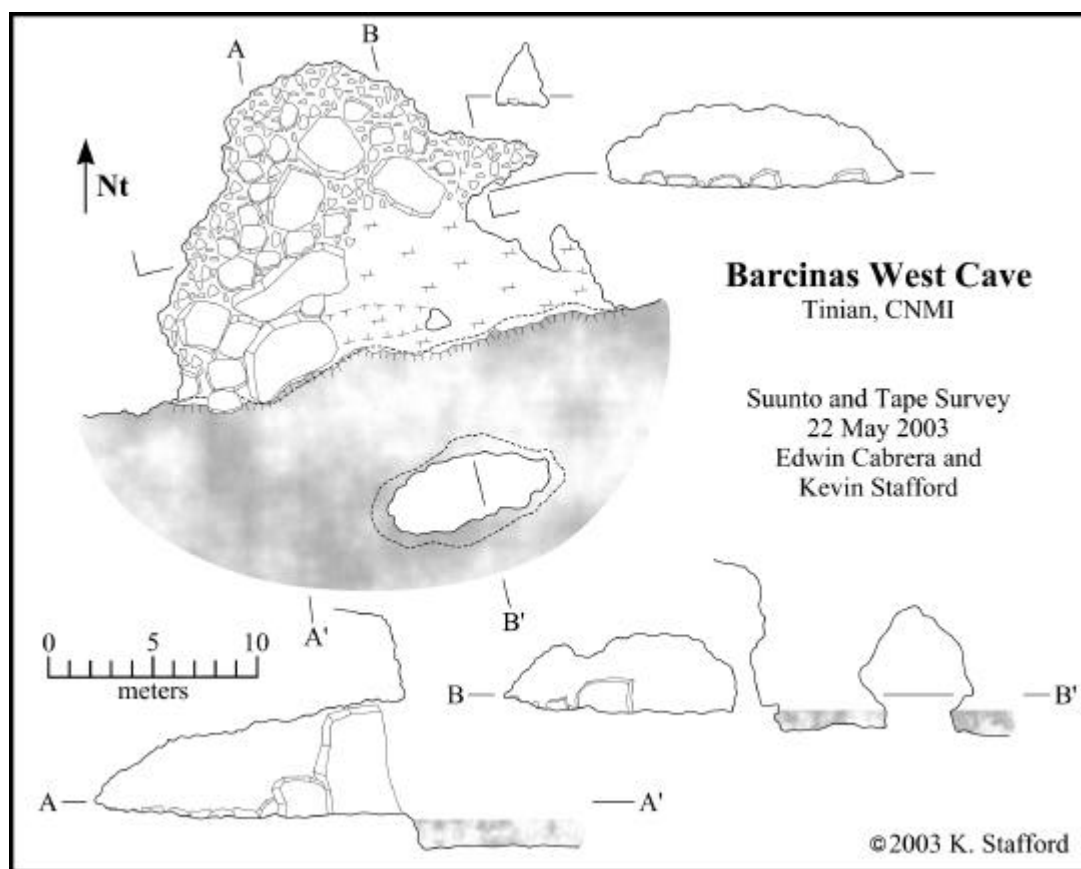 A
B
Nt
Barcinas West Cave
Tinian, CNMI
Suunto and Tape Survey
22 May 2003
Edwin Cabrera and
Kevin Stafford
A'
B'
0 5 10
meters
B B'
A A'
©2003 K. Stafford